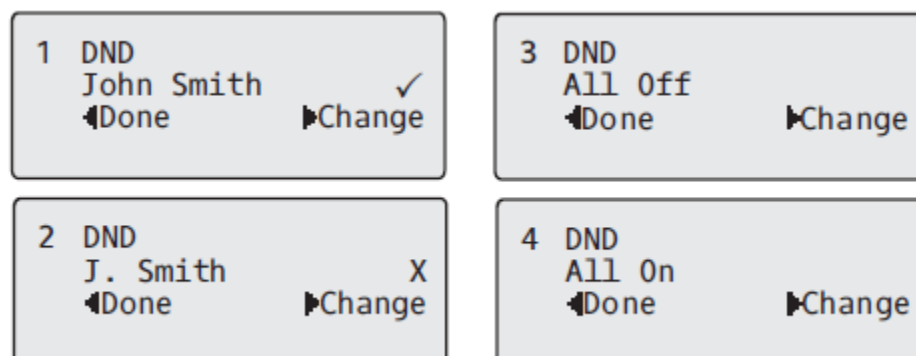 1 DND
John Smith ✓
◀Done ▶Change
2 DND
J. Smith X
◀Done ▶Change
3 DND
All Off
◀Done ▶Change
4 DND
All On
◀Done ▶Change